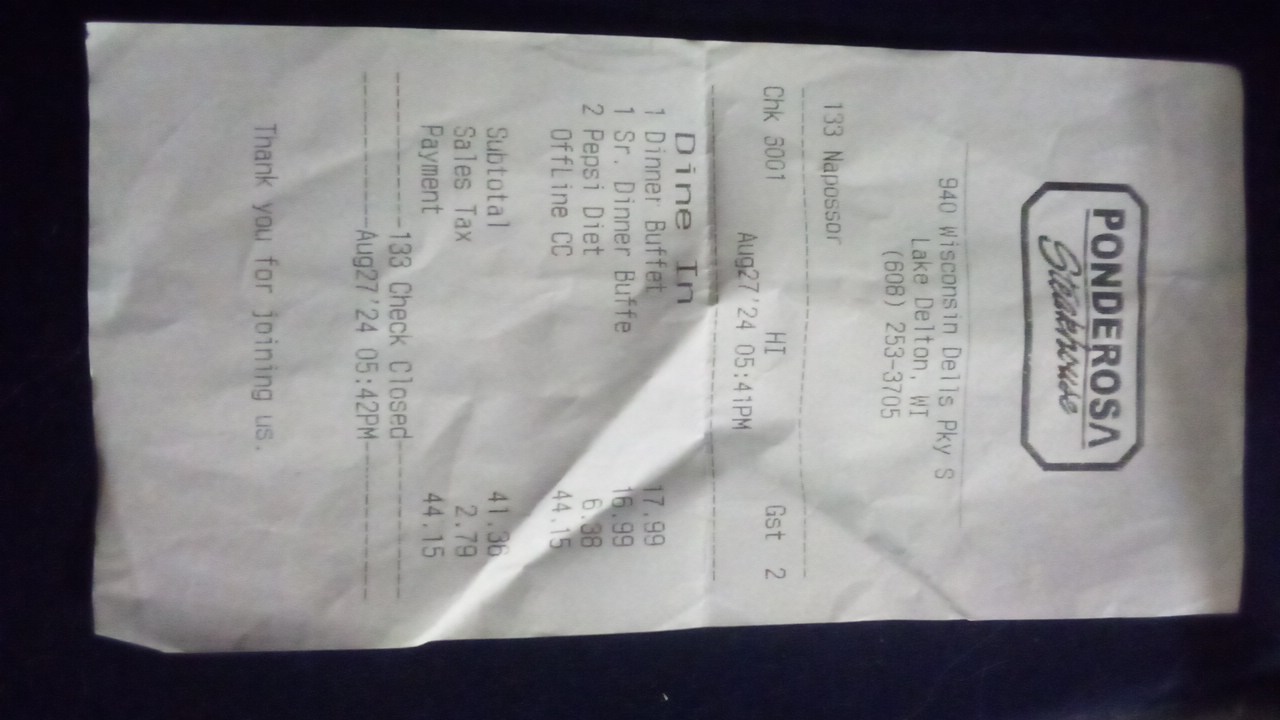 PONDEROSA
Steakhouse
940 Wisconsin Dells Pky S
Lake Delton, WI
(608) 253-3705
133 Napossor
Chk 6001 HI Gst 2
Aug27'24 05:41PM
Dine In
1 Dinner Buffet 17.99
1 Sr. Dinner Buffe 16.99
2 Pepsi Diet 6.38
OffLine CC 44.15
Subtotal 41.36
Sales Tax 2.79
Payment 44.15
--------133 Check Closed--------
--------Aug27'24 05:42PM--------
Thank you for joining us.